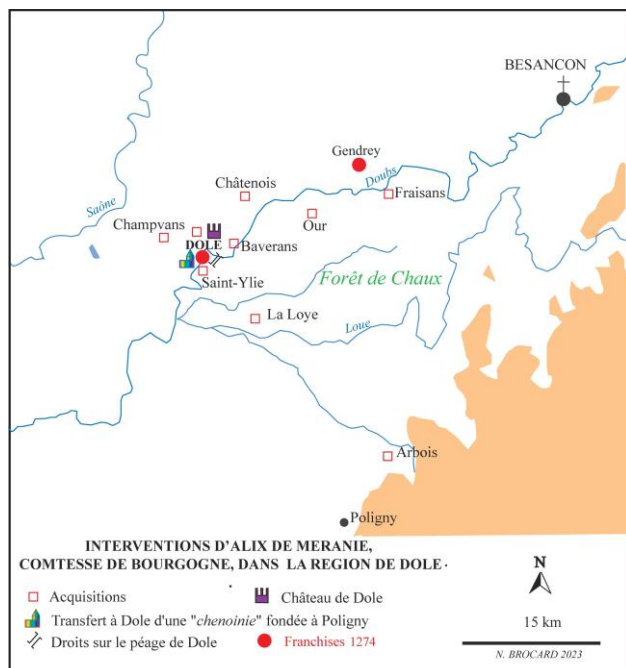 BESANCON
Gendrey
Doubs
Châtenois
Fraisans
Saône
Our
Champvans
DOLE
Baverans
Saint-Ylie
Forêt de Chaux
La Loye
Loue
Arbois
Poligny
INTERVENTIONS D'ALIX DE MERANIE,
COMTESSE DE BOURGOGNE, DANS LA REGION DE DOLE
N
Acquisitions
Château de Dole
Transfert à Dole d'une "chenoinie" fondée à Poligny
15 km
Droits sur le péage de Dole
Franchises 1274
N. BROCARD 2023